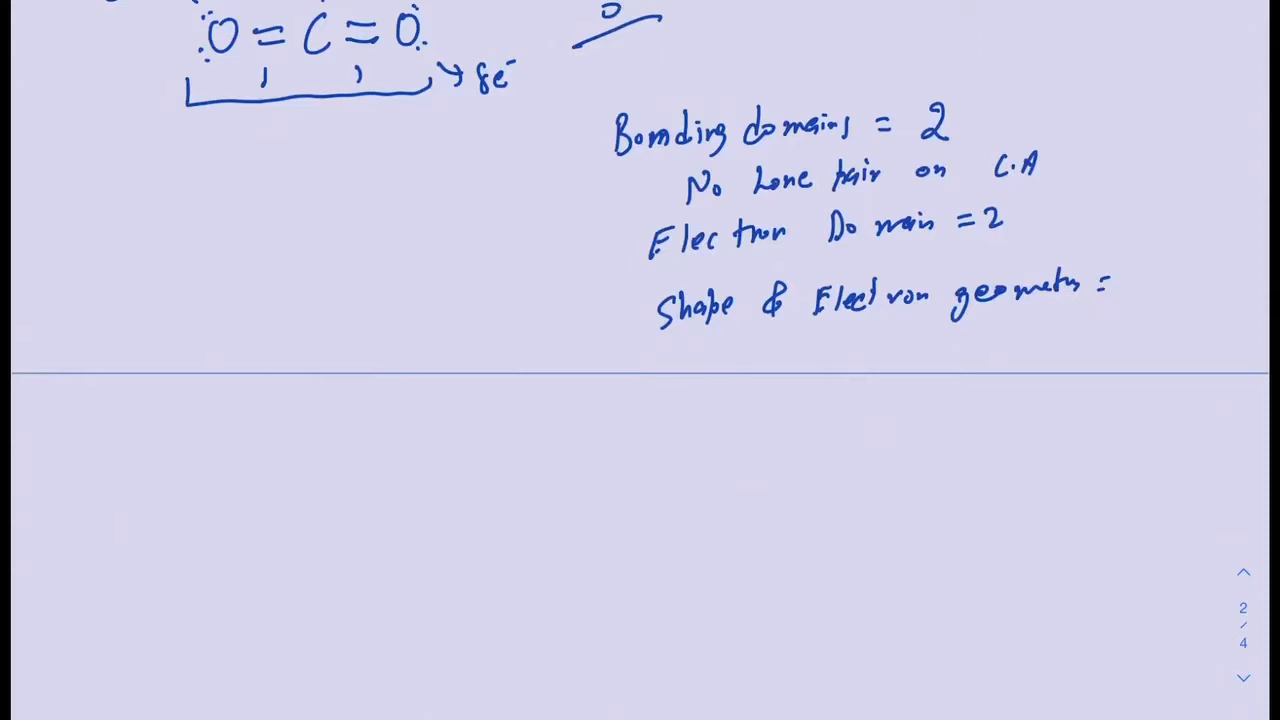 O = C = O
8e⁻
Bonding domains = 2
No Lone pair on C.A
Electron Domain = 2
Shape & Electron geometry =
2
/
4